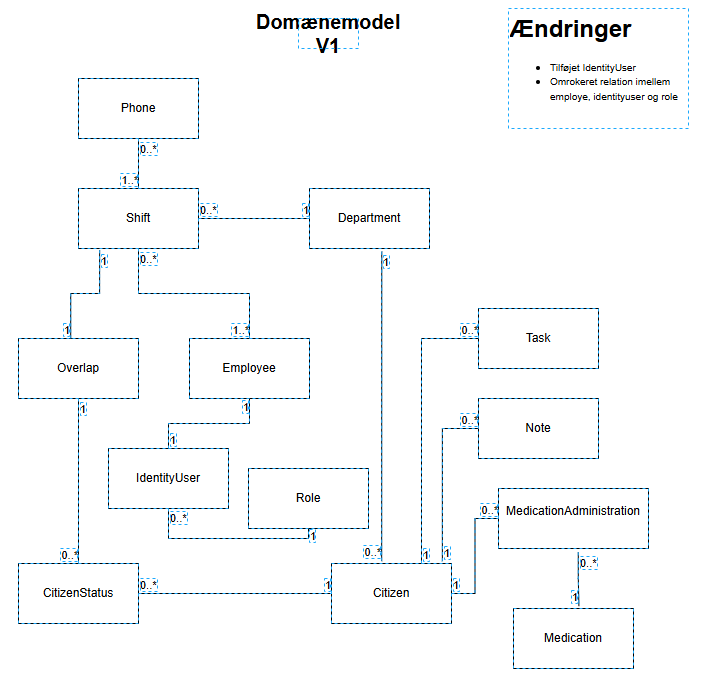 Domænemodel
V1
Ændringer
Tilføjet IdentityUser
Omrokeret relation imellem
employe, identityuser og role
Phone
0..*
1..*
Shift
0..*
1
Department
1
0..*
1
1
1..*
0..*
Task
Overlap
Employee
1
1
0..*
Note
1
IdentityUser
Role
MedicationAdministration
0..*
0..*
1
0..*
0..*
1
1
0..*
CitizenStatus
0..*
1
Citizen
1
1
Medication